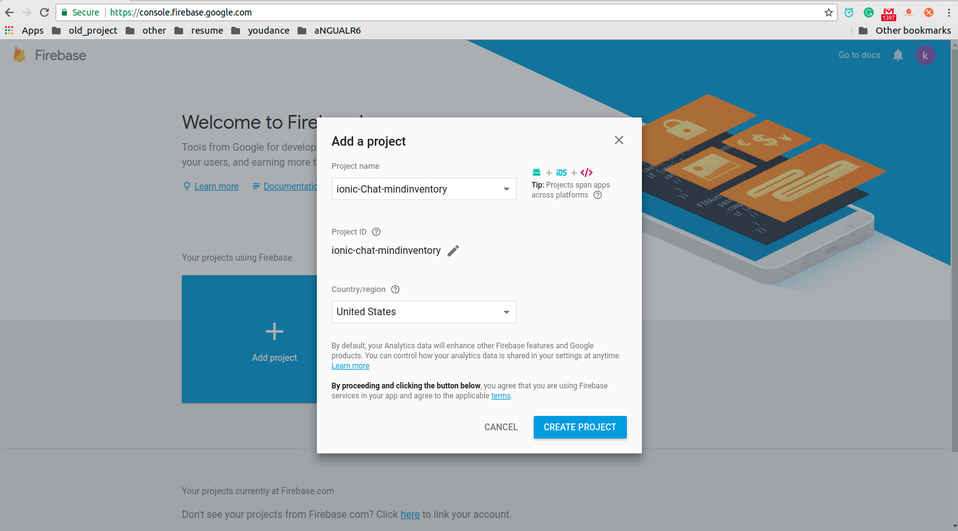 Secure https://console.firebase.google.com
1397
Apps old_project other resume youdance aNGUALR6 Other bookmarks
Firebase
Go to docs
k
Welcome to Fire
Tools from Google for develop
your users, and earning more t
Learn more Documentatio
Your projects using Firebase
Add project
Add a project
Project name
ionic-Chat-mindinventory
+ iOS + </>
Tip: Projects span apps
across platforms
Project ID
ionic-chat-mindinventory
Country/region
United States
By default, your Analytics data will enhance other Firebase features and Google
products. You can control how your analytics data is shared in your settings at anytime.
Learn more
By proceeding and clicking the button below, you agree that you are using Firebase
services in your app and agree to the applicable terms.
CANCEL CREATE PROJECT
Your projects currently at Firebase.com
Don't see your projects from Firebase.com? Click here to link your account.